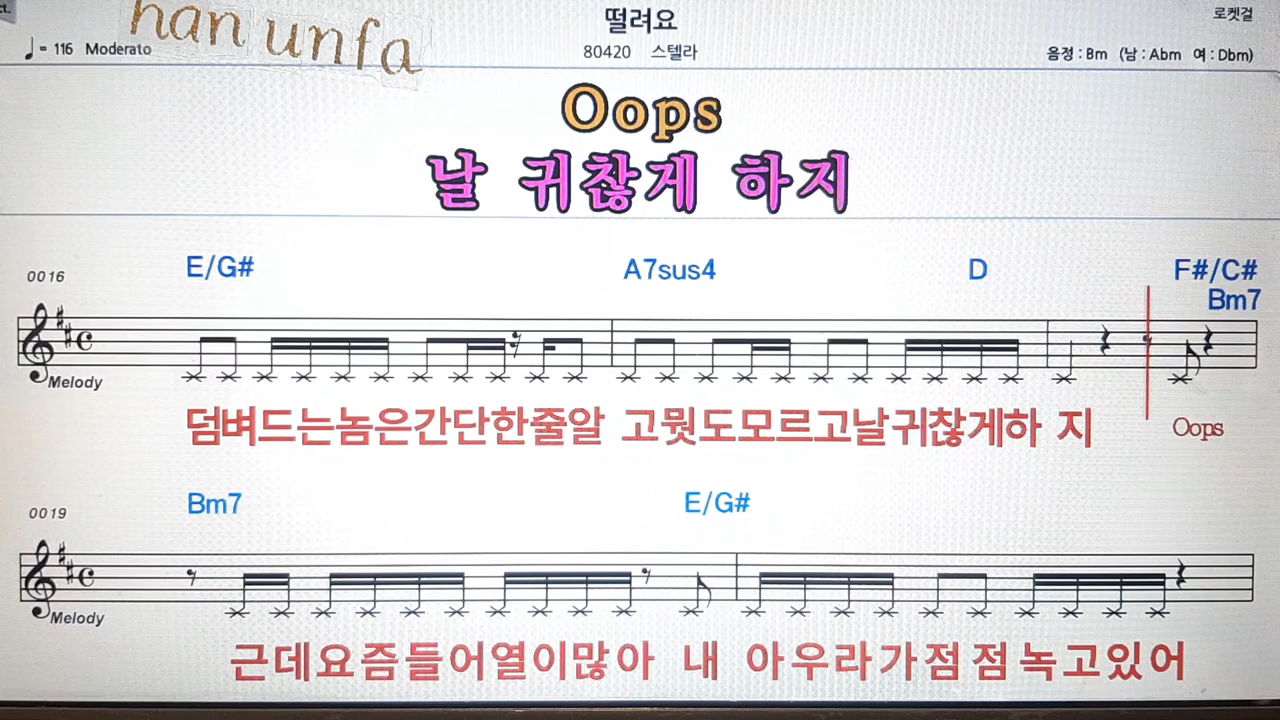 ct.
han unfa
떨려요
로켓걸
♩= 116 Moderato
80420 스텔라
음정 : Bm (남 : Abm 여 : Dbm)
Oops
날 귀찮게 하지
0016 E/G# A7sus4 D F#/C#
Bm7
Melody
덤벼드는놈은간단한줄알 고뭣도모르고날귀찮게하 지 Oops
0019 Bm7 E/G#
Melody
근데요즘들어열이많아 내 아우라가점점녹고있어